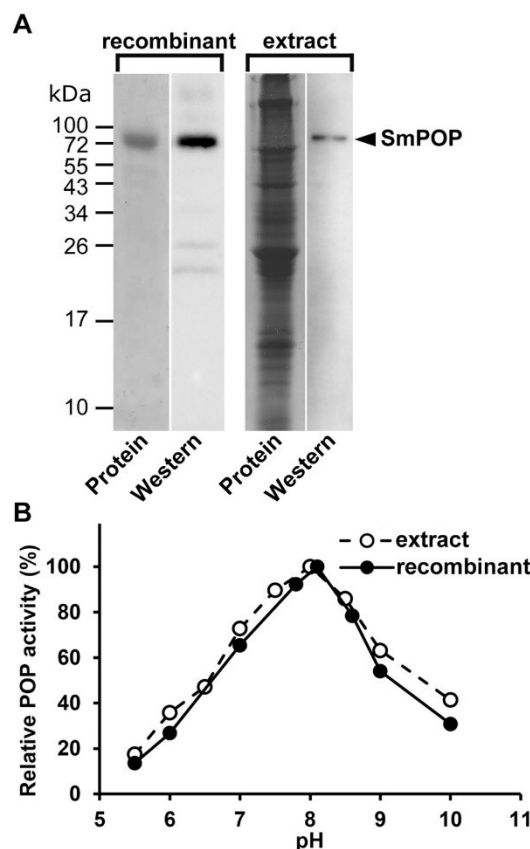 A
recombinant extract
kDa
100
72
55
43
34
26
17
10
SmPOP
Protein Western Protein Western
B
Relative POP activity (%)
100
80
60
40
20
0
extract
recombinant
5 6 7 8 9 10 11
pH